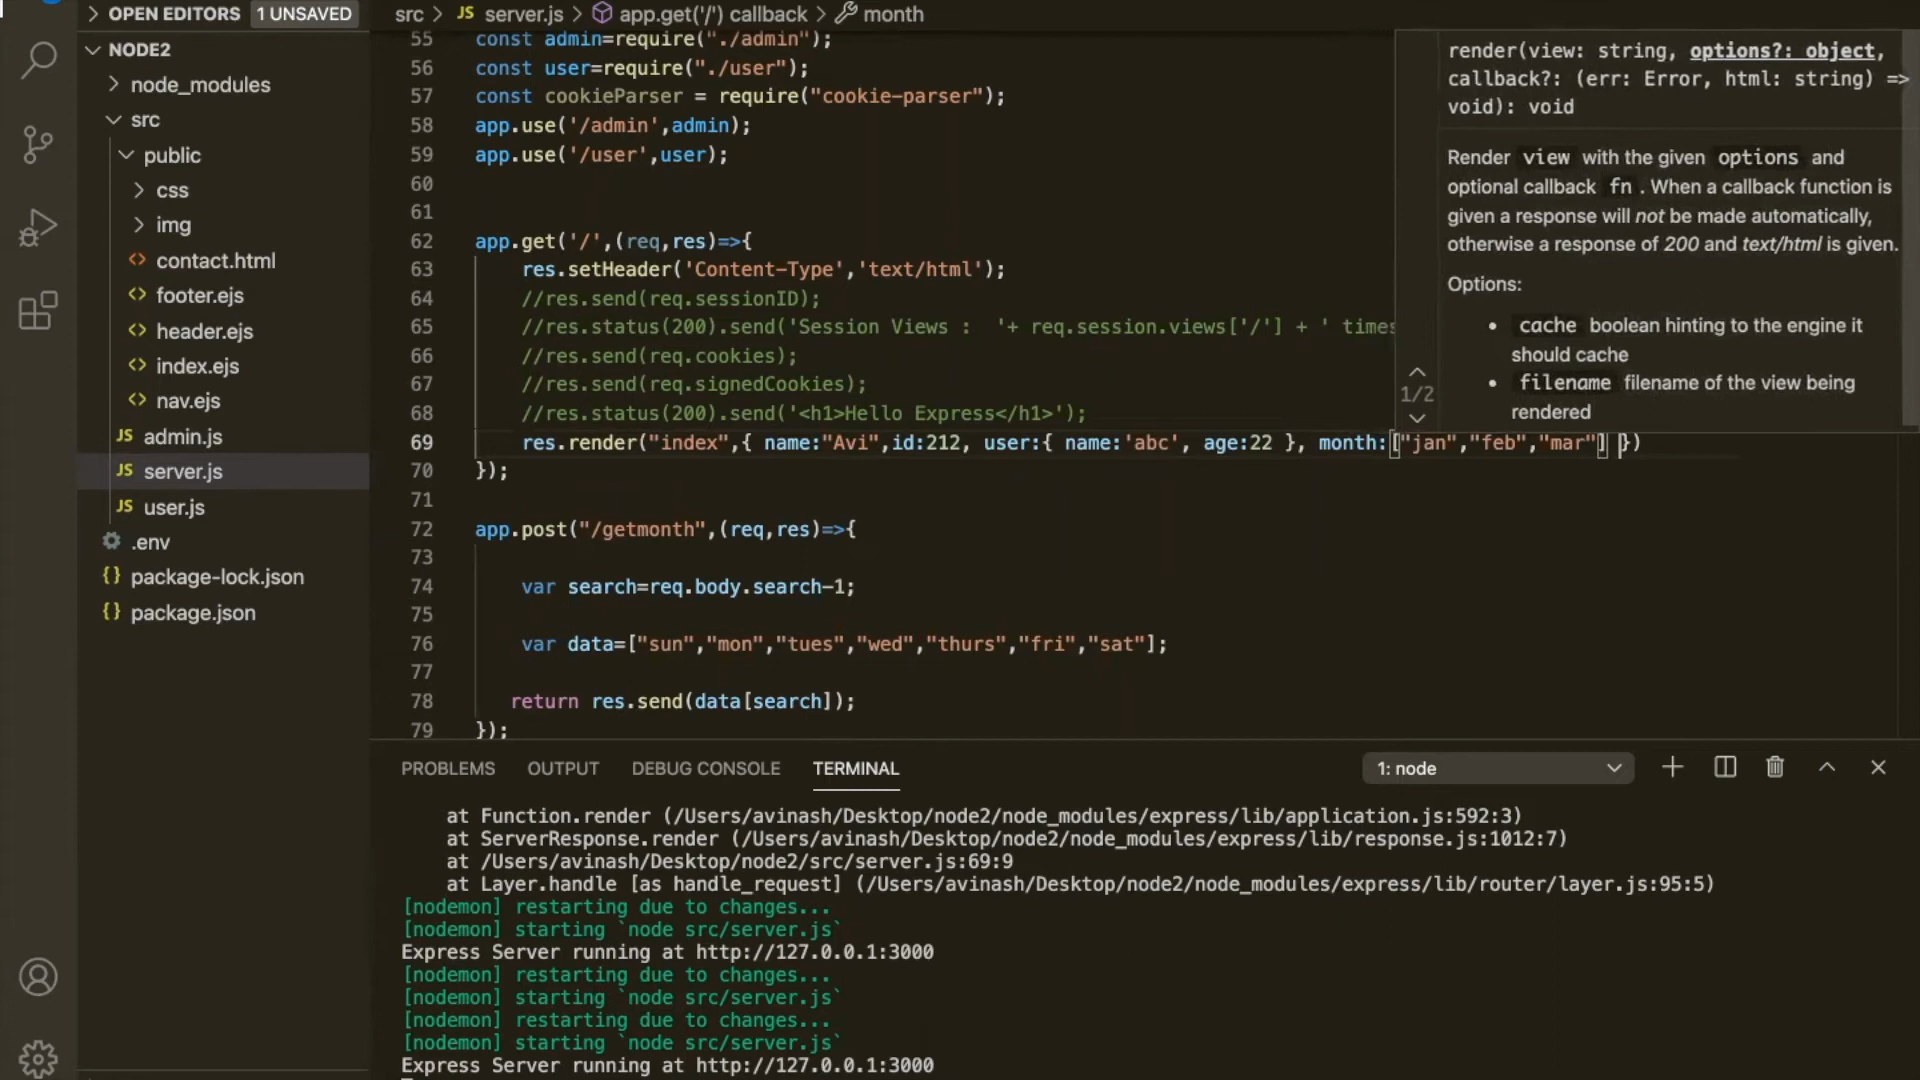 OPEN EDITORS 1 UNSAVED
NODE2
node_modules
src
public
css
img
contact.html
footer.ejs
header.ejs
index.ejs
nav.ejs
JS admin.js
JS server.js
JS user.js
.env
{} package-lock.json
{} package.json
src > JS server.js > app.get('/') callback > month
55 const admin=require("./admin");
56 const user=require("./user");
57 const cookieParser = require("cookie-parser");
58 app.use('/admin',admin);
59 app.use('/user',user);
60
61
62 app.get('/',(req,res)=>{
63 res.setHeader('Content-Type','text/html');
64 //res.send(req.sessionID);
65 //res.status(200).send('Session Views :  '+ req.session.views['/'] + ' times
66 //res.send(req.cookies);
67 //res.send(req.signedCookies);
68 //res.status(200).send('<h1>Hello Express</h1>');
69 res.render("index",{ name:"Avi",id:212, user:{ name:'abc', age:22 }, month:["jan","feb","mar"] })
70 });
71
72 app.post("/getmonth",(req,res)=>{
73
74 var search=req.body.search-1;
75
76 var data=["sun","mon","tues","wed","thurs","fri","sat"];
77
78 return res.send(data[search]);
79 });
render(view: string, options?: object,
callback?: (err: Error, html: string) =>
void): void
Render view with the given options and
optional callback fn . When a callback function is
given a response will not be made automatically,
otherwise a response of 200 and text/html is given.
Options:
• cache boolean hinting to the engine it
should cache
• filename filename of the view being
rendered
1/2
PROBLEMS OUTPUT DEBUG CONSOLE TERMINAL 1: node
at Function.render (/Users/avinash/Desktop/node2/node_modules/express/lib/application.js:592:3)
at ServerResponse.render (/Users/avinash/Desktop/node2/node_modules/express/lib/response.js:1012:7)
at /Users/avinash/Desktop/node2/src/server.js:69:9
at Layer.handle [as handle_request] (/Users/avinash/Desktop/node2/node_modules/express/lib/router/layer.js:95:5)
[nodemon] restarting due to changes...
[nodemon] starting `node src/server.js`
Express Server running at http://127.0.0.1:3000
[nodemon] restarting due to changes...
[nodemon] starting `node src/server.js`
[nodemon] restarting due to changes...
[nodemon] starting `node src/server.js`
Express Server running at http://127.0.0.1:3000